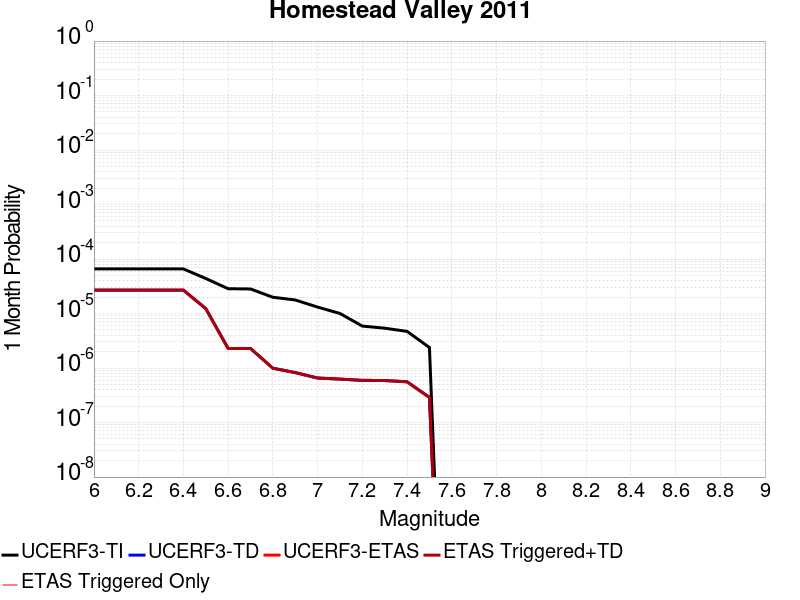 Homestead Valley 2011
1 Month Probability
10^0
10^-1
10^-2
10^-3
10^-4
10^-5
10^-6
10^-7
10^-8
6 6.2 6.4 6.6 6.8 7 7.2 7.4 7.6 7.8 8 8.2 8.4 8.6 8.8 9
Magnitude
UCERF3-TI UCERF3-TD UCERF3-ETAS ETAS Triggered+TD
ETAS Triggered Only